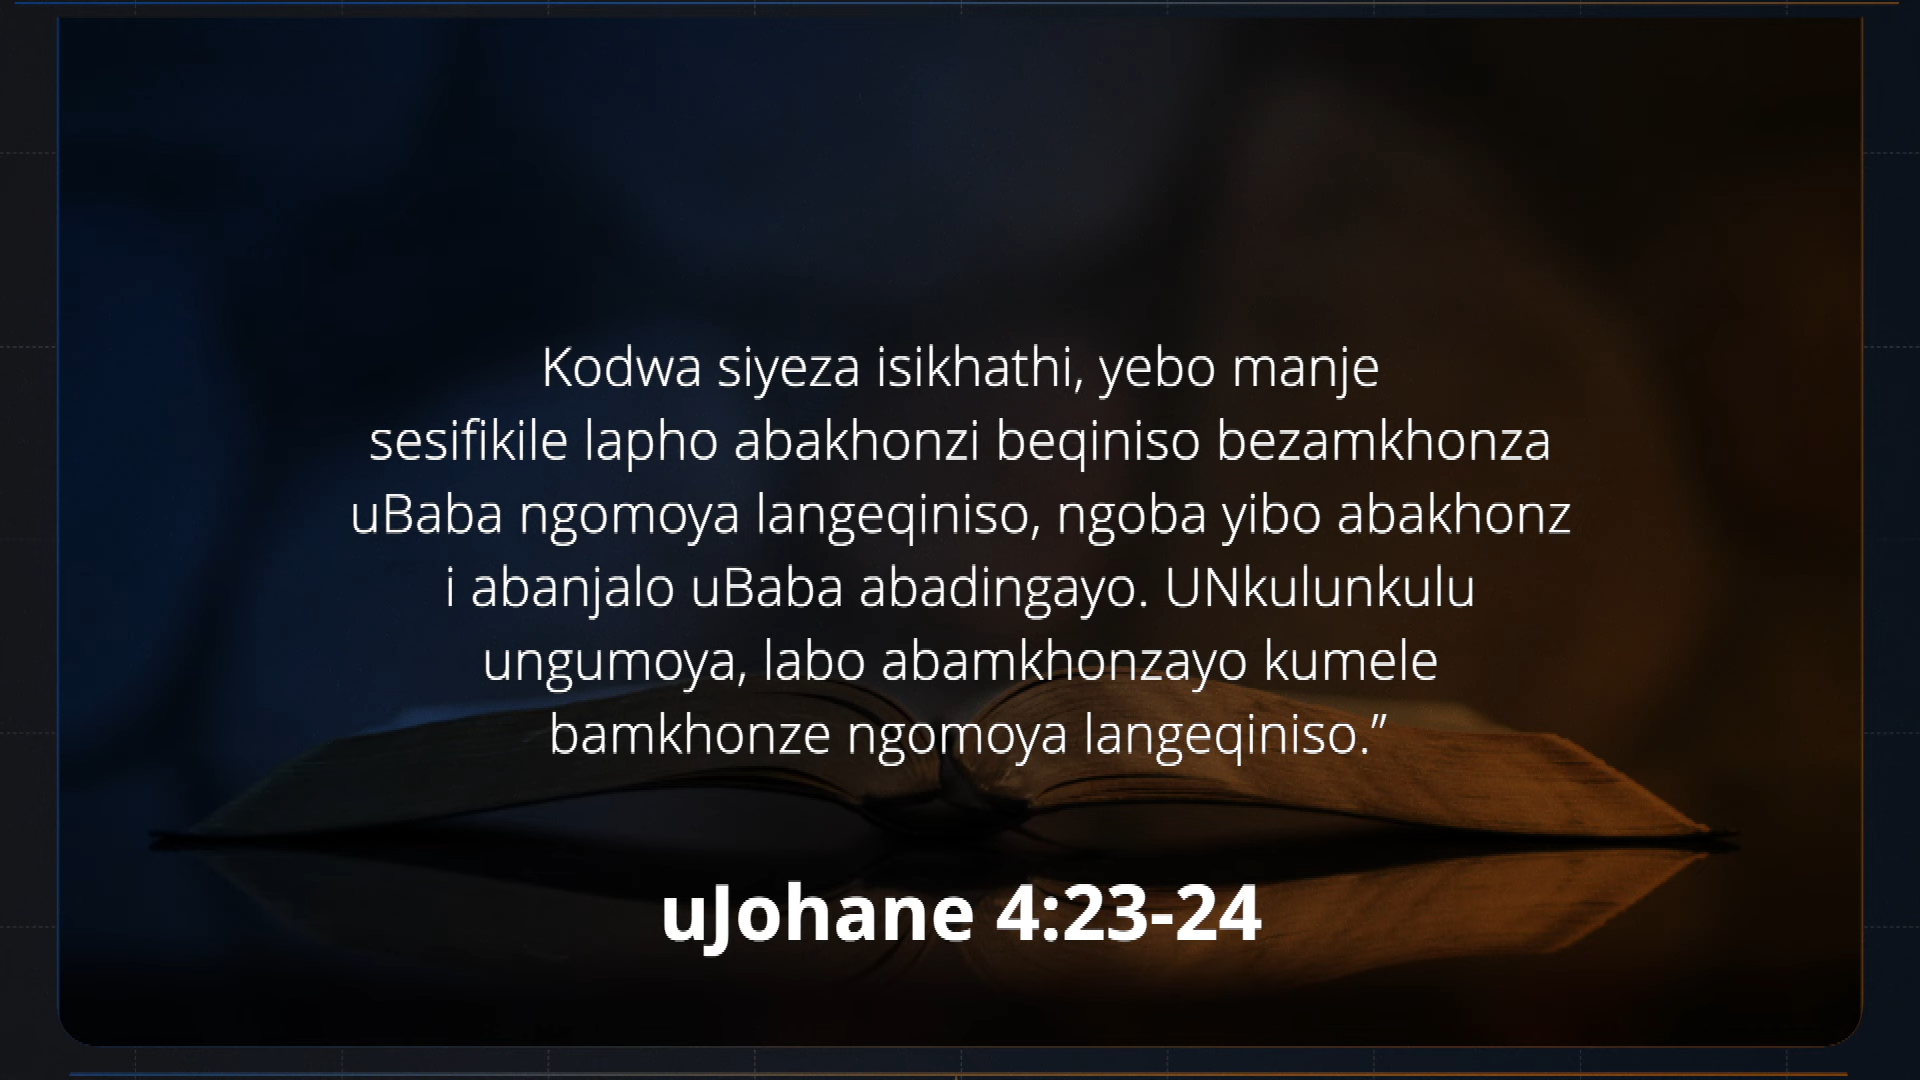 Kodwa siyeza isikhathi, yebo manje
sesifikile lapho abakhonzi beqiniso bezamkhonza
uBaba ngomoya langeqiniso, ngoba yibo abakhonz
i abanjalo uBaba abadingayo. UNkulunkulu
ungumoya, labo abamkhonzayo kumele
bamkhonze ngomoya langeqiniso.”
uJohane 4:23-24